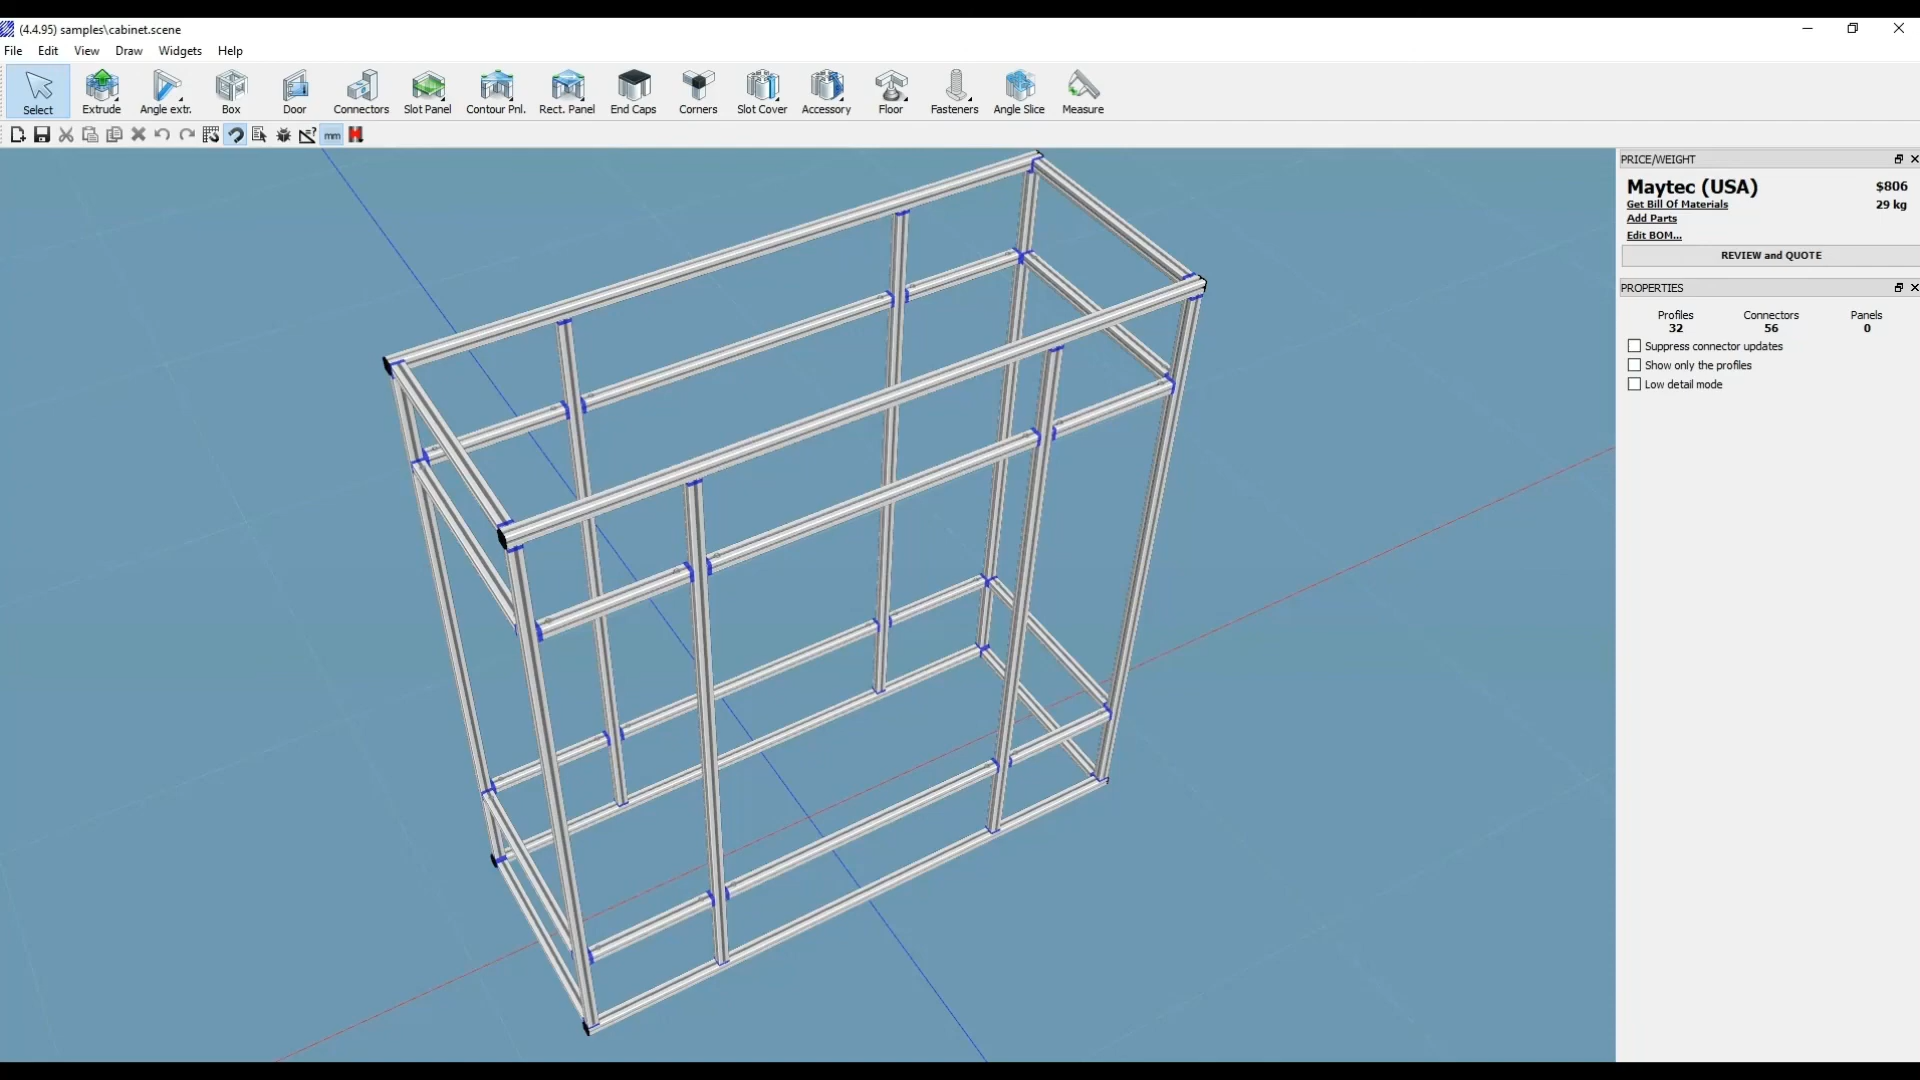 (4.4.95) samples\cabinet.scene
File Edit View Draw Widgets Help
Select Extrude Angle extr. Box Door Connectors Slot Panel Contour Pnl. Rect. Panel End Caps Corners Slot Cover Accessory Floor Fasteners Angle Slice Measure
mm
PRICE/WEIGHT
Maytec (USA) $806
Get Bill Of Materials 29 kg
Add Parts
Edit BOM...
REVIEW and QUOTE
PROPERTIES
Profiles Connectors Panels
32 56 0
Suppress connector updates
Show only the profiles
Low detail mode